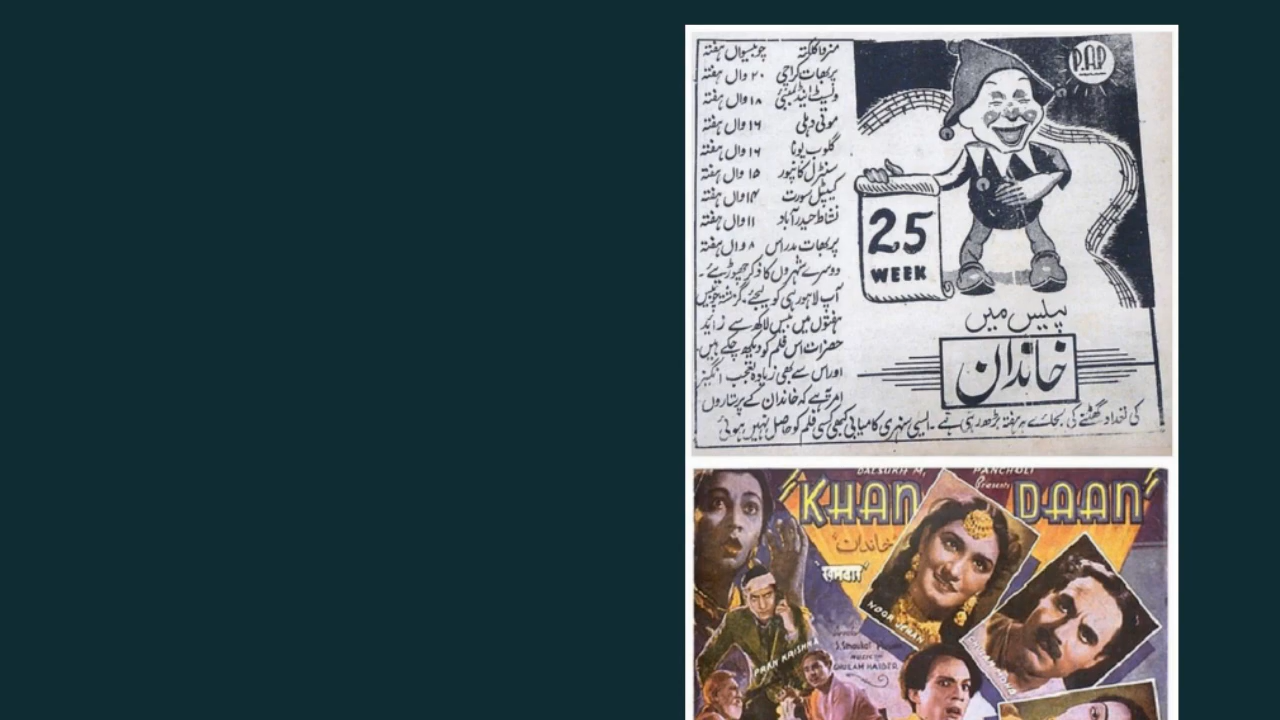 منروا کلکتہ چوبیسواں ہفتہ
پربھات کراچی ۲۰ واں ہفتہ
ویسٹ اینڈ بمبئی ۱۸ واں ہفتہ
موتی دہلی ۱۶ واں ہفتہ
گلوب پونا ۱۶ واں ہفتہ
سنٹرل کانپور ۱۵ واں ہفتہ
کیپٹل سورت ۱۴ واں ہفتہ
نشاط حیدرآباد ۱۱ واں ہفتہ
پربھات مدراس ۸ واں ہفتہ
دوسرے شہروں کا ذکر چھوڑیئے۔
آپ لاہور ہی کو لیجئے۔ گزشتہ چوبیس
ہفتوں میں بیس لاکھ سے زائد
حضرات اس فلم کو دیکھ چکے ہیں
اور اس سے بھی زیادہ تعجب انگیز
امر یہ ہے کہ خاندان کے پرستاروں
کی تعداد گھٹنے کی بجائے ہر ہفتہ بڑھ رہی ہے۔ ایسی سنہری کامیابی کبھی کسی فلم کو حاصل نہیں ہوئی
P.A.P
25
WEEK
پیلیس میں
خاندان
DALSUKH M. PANCHOLI
Presents
"KHAN DAAN"
خاندان
"खानदान"
NOOR JEHAN
PRAN KRISHNA
MUSIC
GHULAM HAIDER